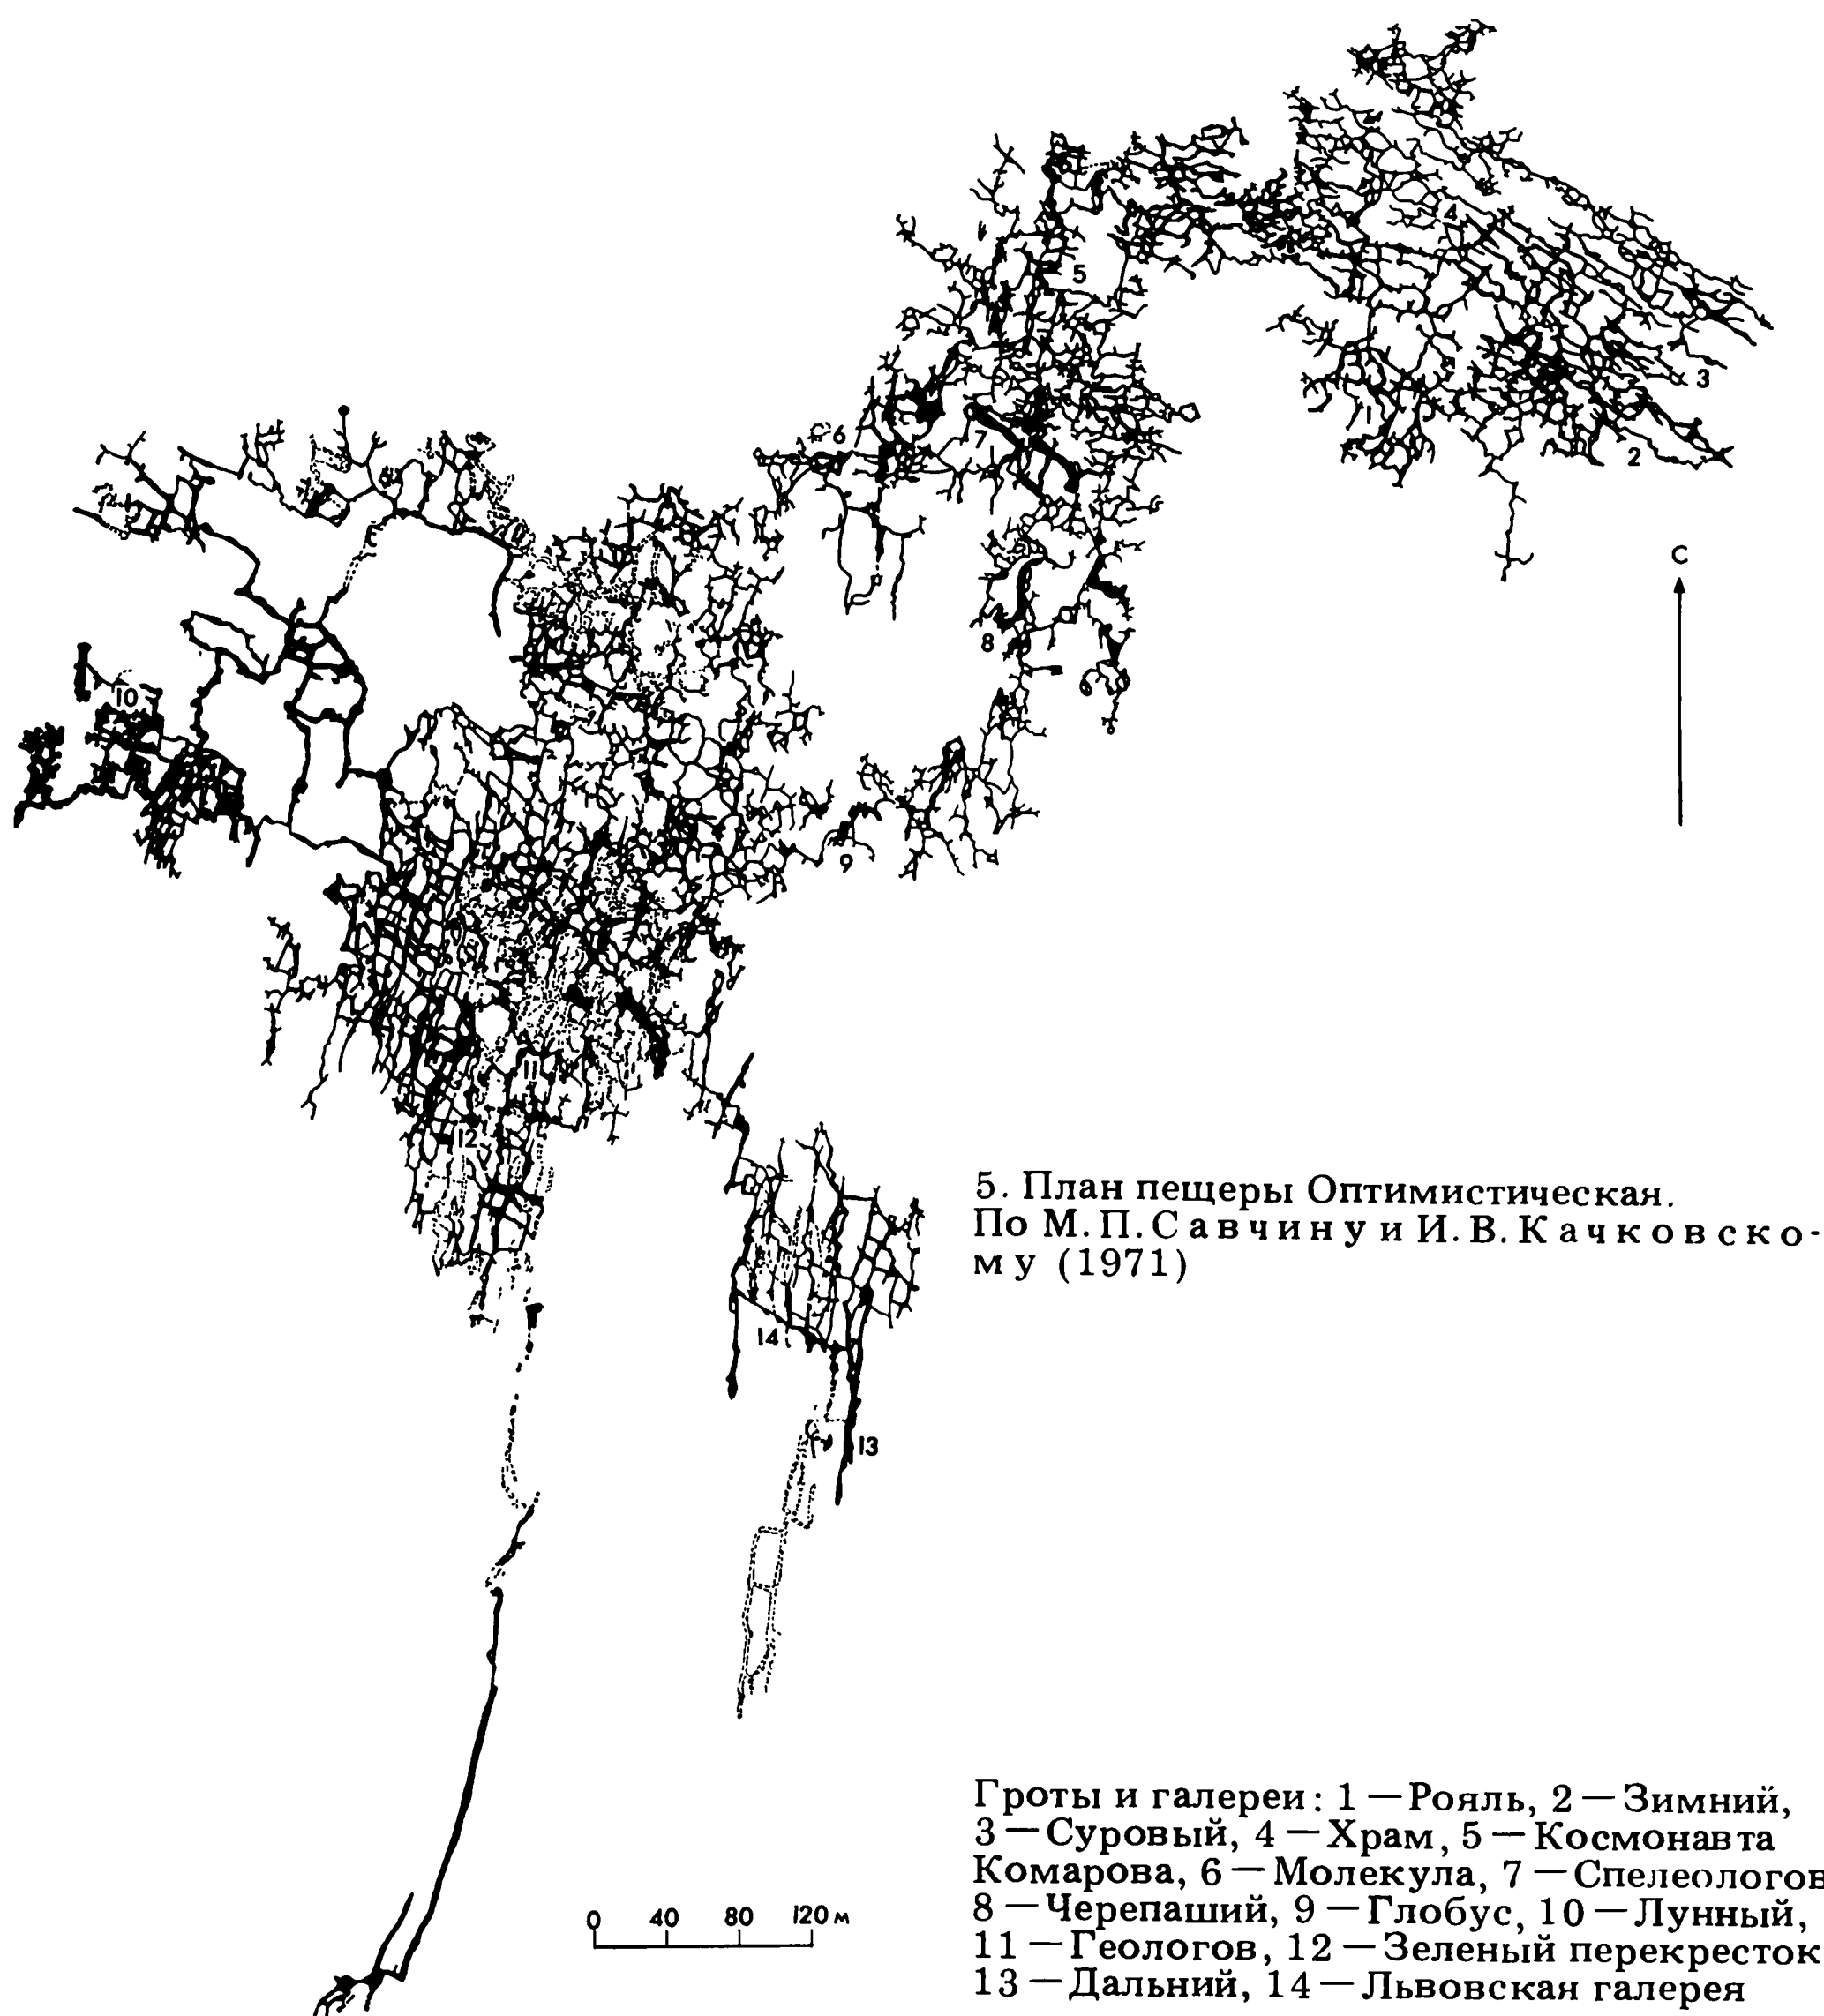 4
5
3
1
6
7
2
С
8
10
9
11
12
5. План пещеры Оптимистическая.
По М. П. Савчину и И. В. Качковско-
му (1971)
14
13
Гроты и галереи: 1 — Рояль, 2 — Зимний,
3 — Суровый, 4 — Храм, 5 — Космонавта
Комарова, 6 — Молекула, 7 — Спелеологов
8 — Черепаший, 9 — Глобус, 10 — Лунный,
11 — Геологов, 12 — Зеленый перекресток
13 — Дальний, 14 — Львовская галерея
0 40 80 120 м